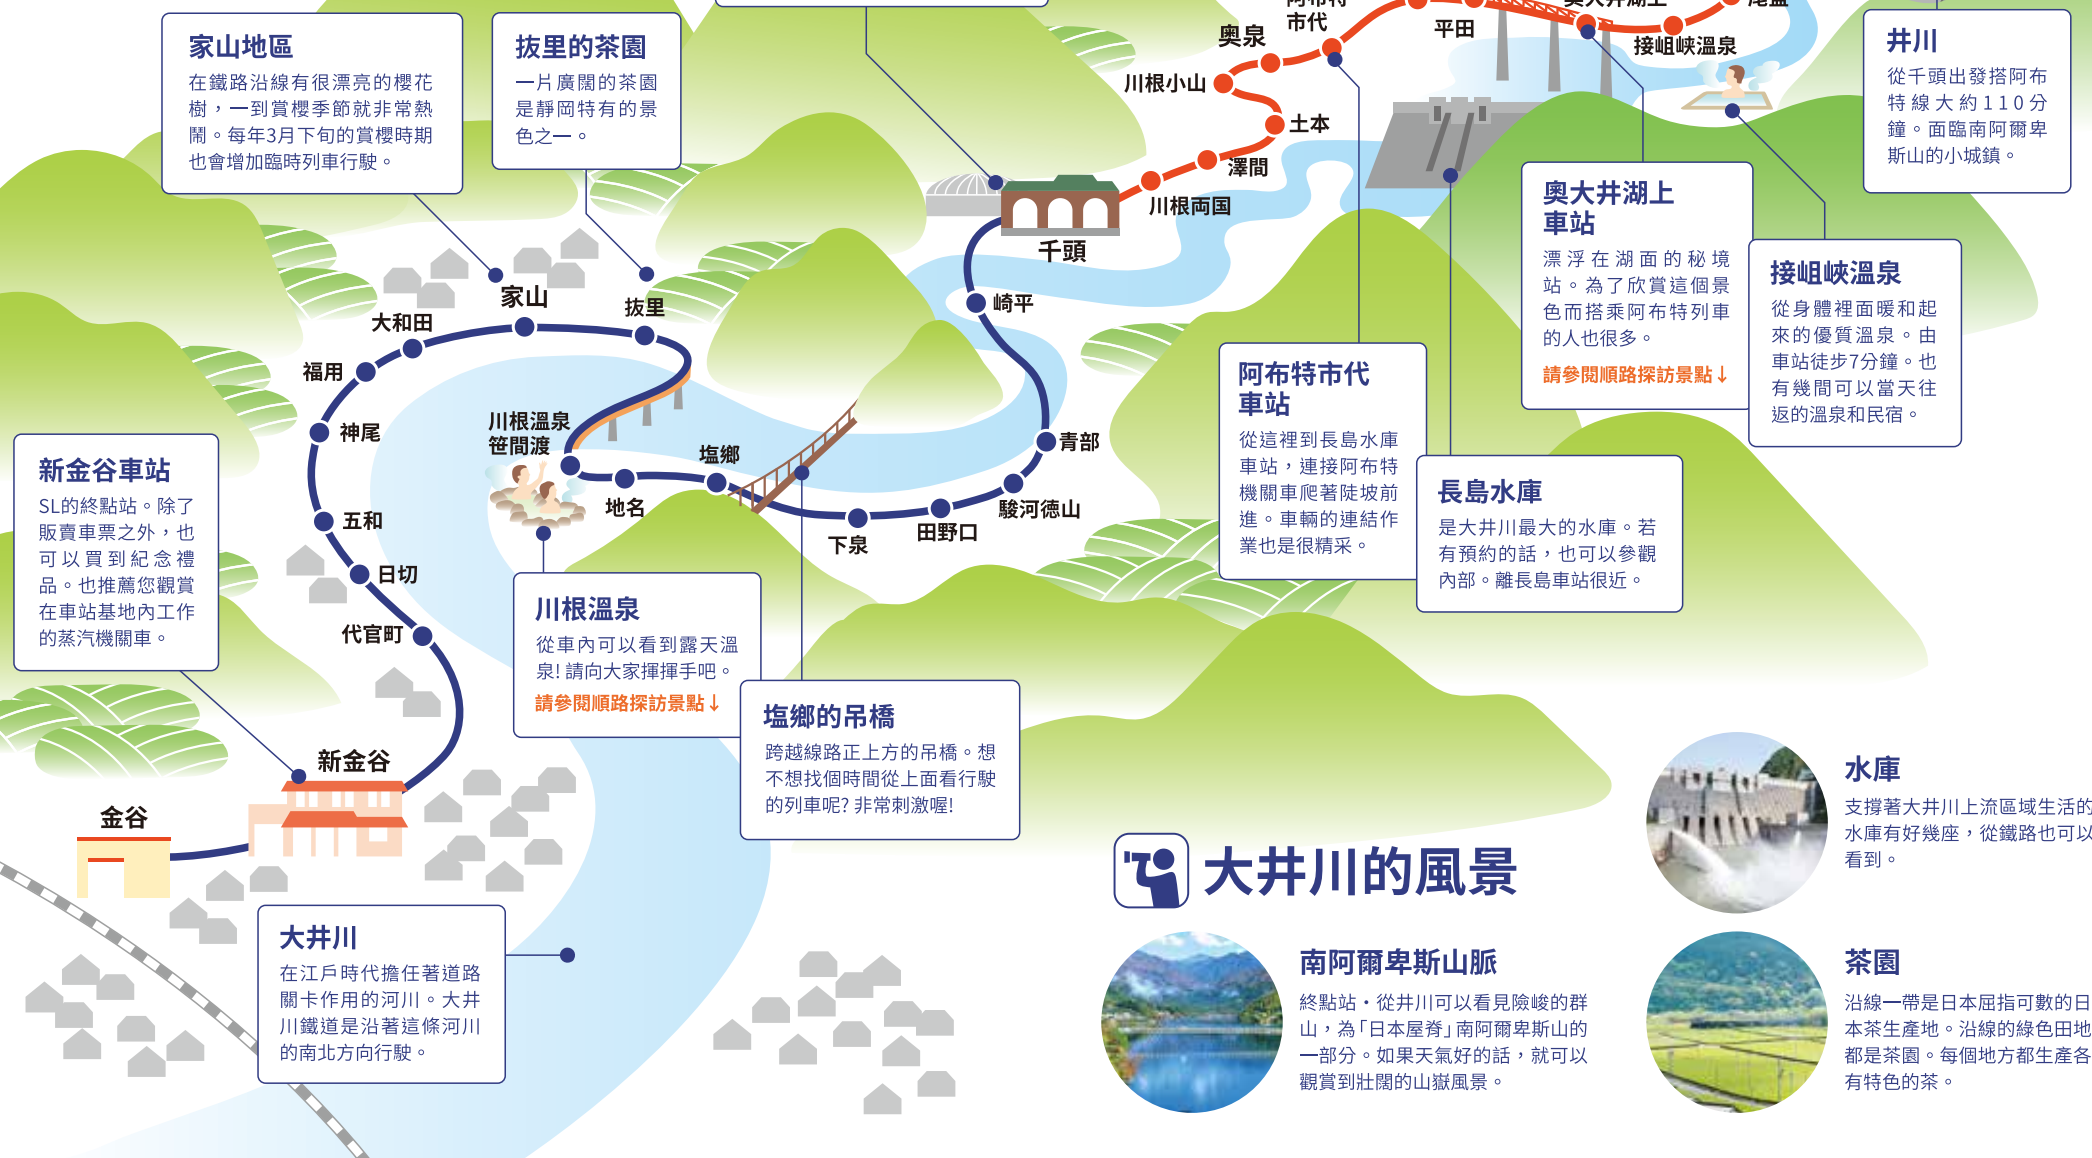 家山地區
在鐵路沿線有很漂亮的櫻花
樹，一到賞櫻季節就非常熱
鬧。每年3月下旬的賞櫻時期
也會增加臨時列車行駛。
抜里的茶園
一片廣闊的茶園
是靜岡特有的景
色之一。
奥泉
市代
平田
接岨峡溫泉
川根小山
土本
澤間
川根両国
千頭
井川
從千頭出發搭阿布
特線大約110分
鐘。面臨南阿爾卑
斯山的小城鎮。
奧大井湖上
車站
漂浮在湖面的秘境
站。為了欣賞這個景
色而搭乘阿布特列車
的人也很多。
請參閱順路探訪景點↓
接岨峽溫泉
從身體裡面暖和起
來的優質溫泉。由
車站徒步7分鐘。也
有幾間可以當天往
返的溫泉和民宿。
家山
抜里
大和田
福用
神尾
五和
日切
代官町
新金谷
金谷
崎平
青部
駿河徳山
田野口
下泉
塩郷
地名
川根温泉
笹間渡
阿布特市代
車站
從這裡到長島水庫
車站，連接阿布特
機關車爬著陡坡前
進。車輛的連結作
業也是很精采。
長島水庫
是大井川最大的水庫。若
有預約的話，也可以參觀
內部。離長島車站很近。
新金谷車站
SL的終點站。除了
販賣車票之外，也
可以買到紀念禮
品。也推薦您觀賞
在車站基地內工作
的蒸汽機關車。
川根溫泉
從車內可以看到露天溫
泉! 請向大家揮揮手吧。
請參閱順路探訪景點↓
塩鄉的吊橋
跨越線路正上方的吊橋。想
不想找個時間從上面看行駛
的列車呢? 非常刺激喔!
大井川
在江戶時代擔任著道路
關卡作用的河川。大井
川鐵道是沿著這條河川
的南北方向行駛。
大井川的風景
水庫
支撐著大井川上流區域生活的
水庫有好幾座，從鐵路也可以
看到。
南阿爾卑斯山脈
終點站・從井川可以看見險峻的群
山，為「日本屋脊」南阿爾卑斯山的
一部分。如果天氣好的話，就可以
觀賞到壯闊的山嶽風景。
茶園
沿線一帶是日本屈指可數的日
本茶生產地。沿線的綠色田地
都是茶園。每個地方都生產各
有特色的茶。